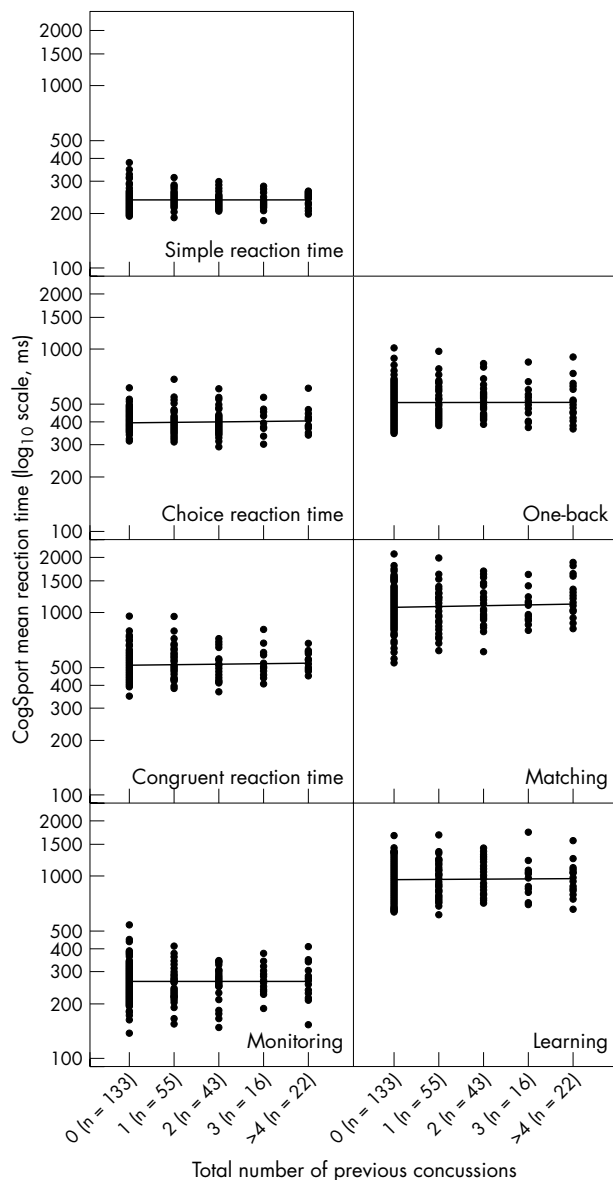 CogSport mean reaction time (log10 scale, ms)
2000
1500
1000
500
400
300
200
100
Simple reaction time
2000
1500
1000
500
400
300
200
100
Choice reaction time
One-back
2000
1500
1000
500
400
300
200
100
Congruent reaction time
Matching
2000
1500
1000
500
400
300
200
100
Monitoring
Learning
0 (n = 133)
1 (n = 55)
2 (n = 43)
3 (n = 16)
>4 (n = 22)
0 (n = 133)
1 (n = 55)
2 (n = 43)
3 (n = 16)
>4 (n = 22)
Total number of previous concussions